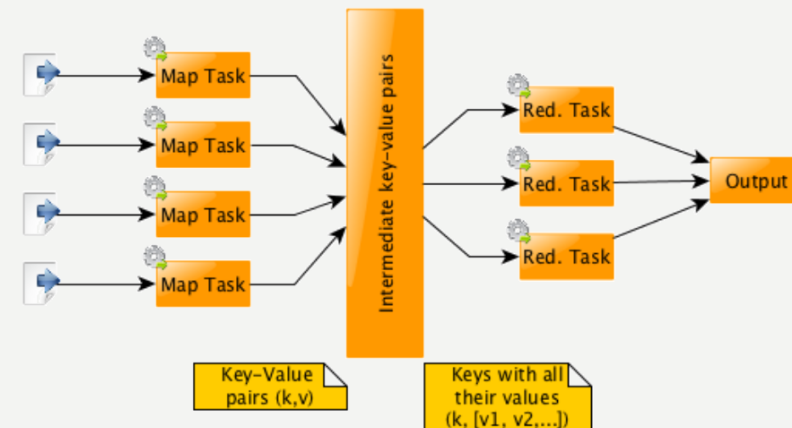 Map Task
Map Task
Map Task
Map Task
Intermediate key-value pairs
Red. Task
Red. Task
Red. Task
Output
Key-Value
pairs (k,v)
Keys with all
their values
(k, [v1, v2,...])